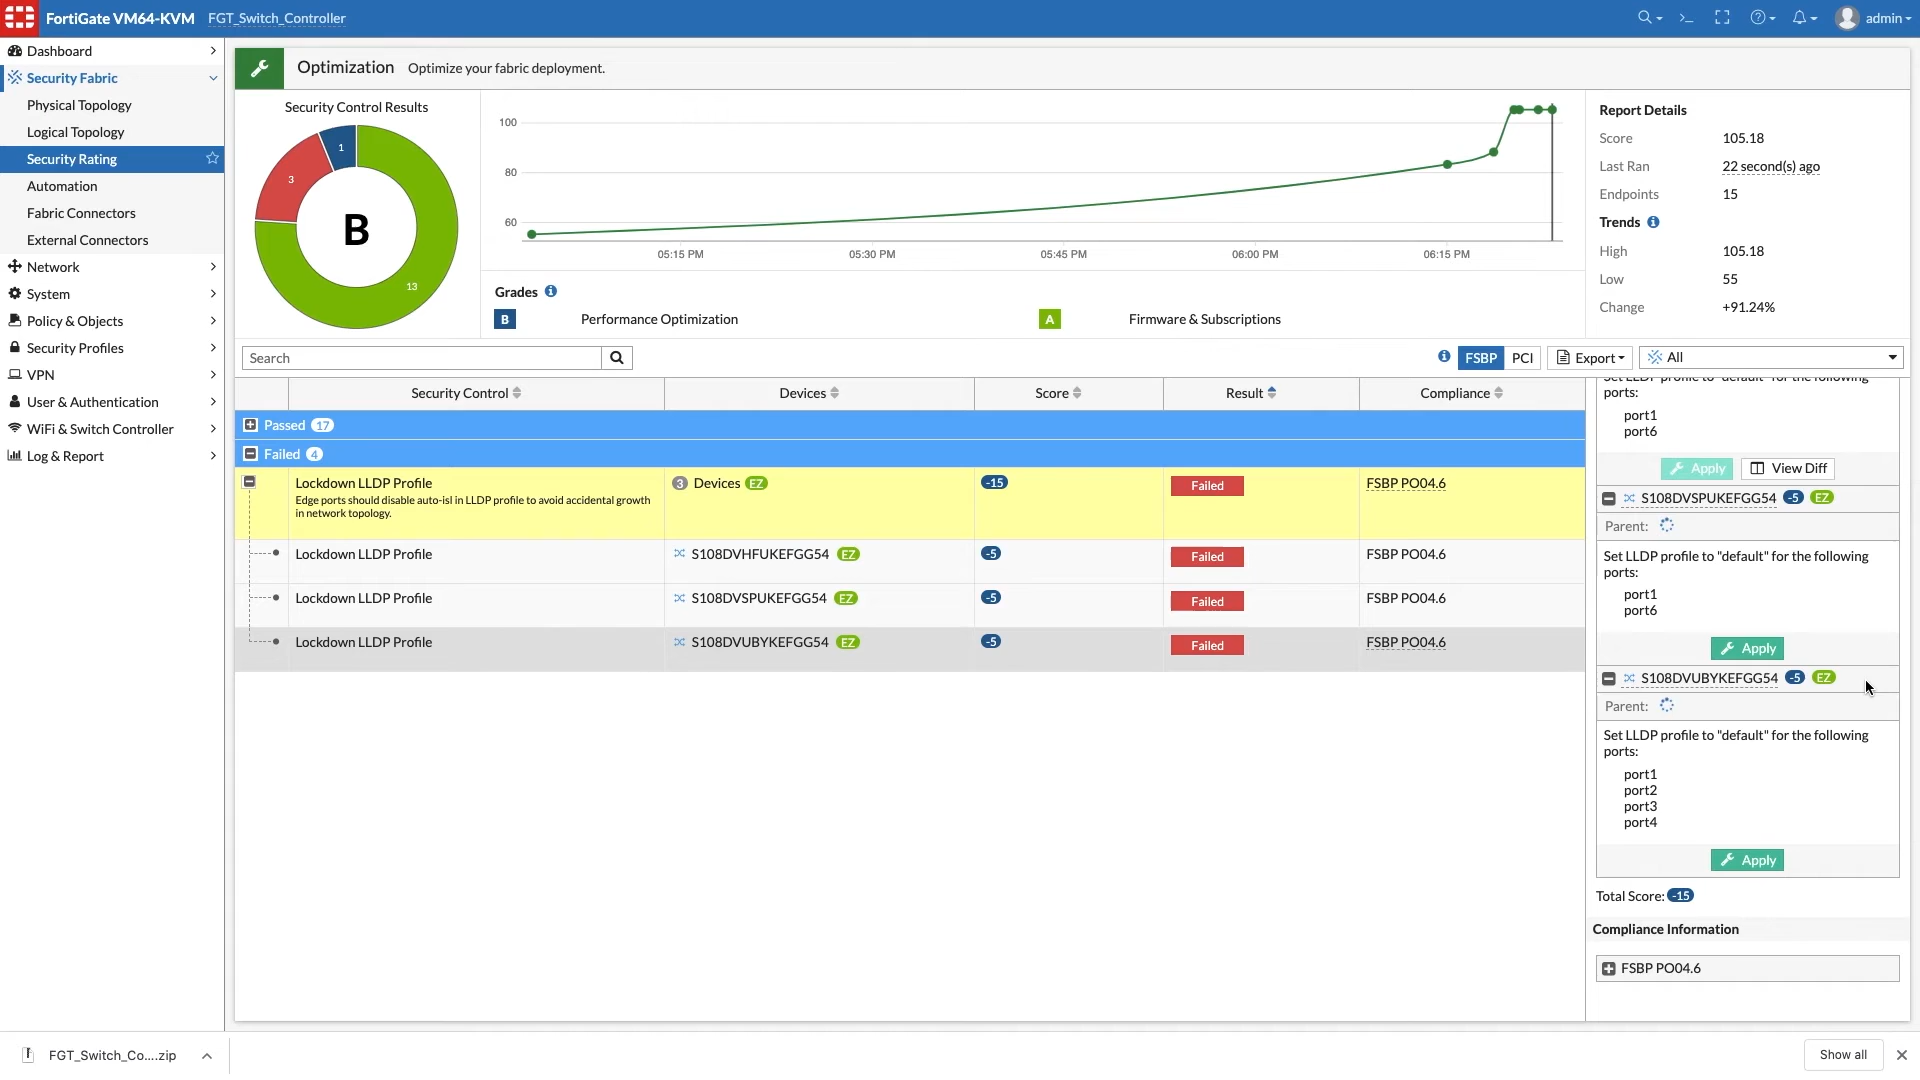 FortiGate VM64-KVM
FGT_Switch_Controller
admin
Dashboard
Security Fabric
Physical Topology
Logical Topology
Security Rating
Automation
Fabric Connectors
External Connectors
Network
System
Policy & Objects
Security Profiles
VPN
User & Authentication
WiFi & Switch Controller
Log & Report
Optimization
Optimize your fabric deployment.
Security Control Results
1
3
B
13
100
80
60
05:15 PM
05:30 PM
05:45 PM
06:00 PM
06:15 PM
Grades
B
Performance Optimization
A
Firmware & Subscriptions
Report Details
Score 105.18
Last Ran 22 second(s) ago
Endpoints 15
Trends
High 105.18
Low 55
Change +91.24%
Search
FSBP
PCI
Export
All
Security Control
Devices
Score
Result
Compliance
Passed 17
Failed 4
Lockdown LLDP Profile
Edge ports should disable auto-isl in LLDP profile to avoid accidental growth
in network topology.
3 Devices EZ
-15
Failed
FSBP PO04.6
Lockdown LLDP Profile
S108DVHFUKEFGG54 EZ
-5
Failed
FSBP PO04.6
Lockdown LLDP Profile
S108DVSPUKEFGG54 EZ
-5
Failed
FSBP PO04.6
Lockdown LLDP Profile
S108DVUBYKEFGG54 EZ
-5
Failed
FSBP PO04.6
Set LLDP profile to "default" for the following
ports:
port1
port6
Apply
View Diff
S108DVSPUKEFGG54 -5 EZ
Parent:
Set LLDP profile to "default" for the following
ports:
port1
port6
Apply
S108DVUBYKEFGG54 -5 EZ
Parent:
Set LLDP profile to "default" for the following
ports:
port1
port2
port3
port4
Apply
Total Score: -15
Compliance Information
FSBP PO04.6
FGT_Switch_Co....zip
Show all